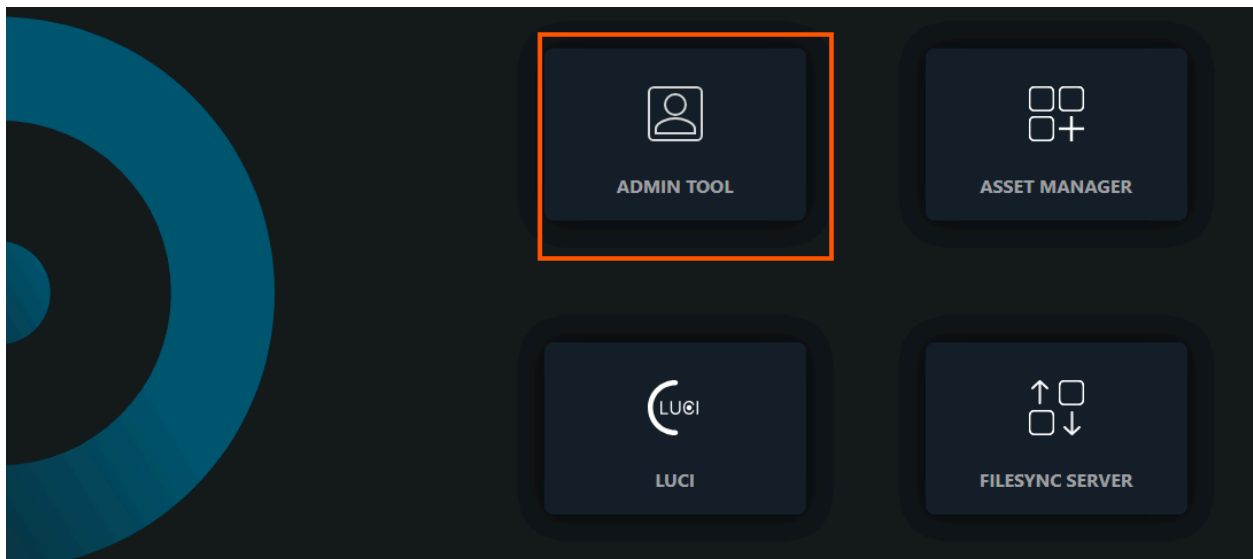 ADMIN TOOL
ASSET MANAGER
LUCI
LUCI
FILESYNC SERVER